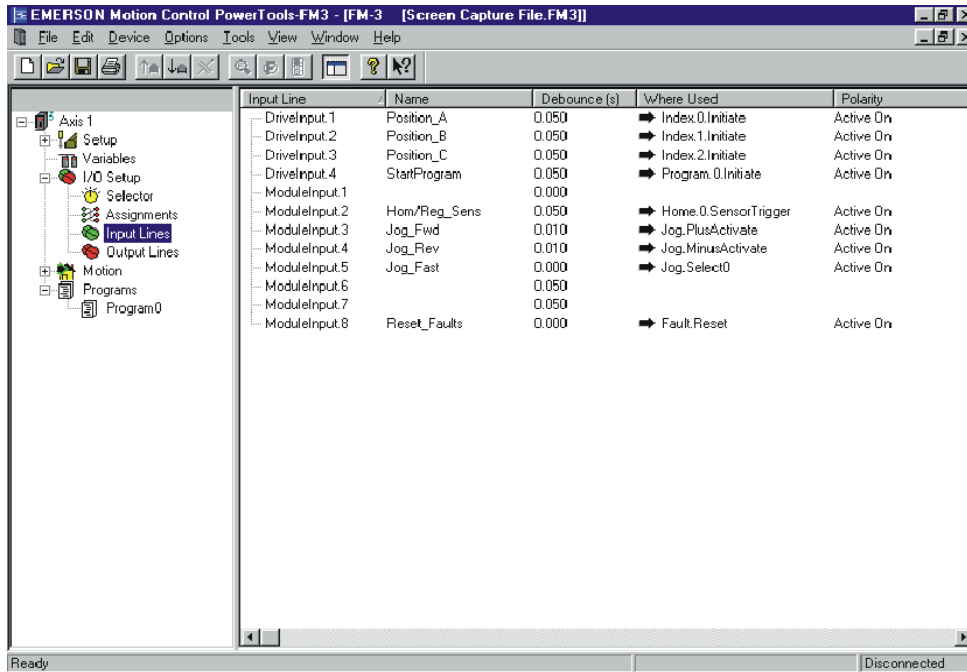 EMERSON Motion Control PowerTools-FM3 - [FM-3 [Screen Capture File.FM3]]
File Edit Device Options Tools View Window Help
Axis 1
Setup
Variables
I/O Setup
Selector
Assignments
Input Lines
Output Lines
Motion
Programs
Program0
Input Line Name Debounce (s) Where Used Polarity
DriveInput.1 Position_A 0.050 Index.0.Initiate Active On
DriveInput.2 Position_B 0.050 Index.1.Initiate Active On
DriveInput.3 Position_C 0.050 Index.2.Initiate Active On
DriveInput.4 StartProgram 0.050 Program.0.Initiate Active On
ModuleInput.1 0.000
ModuleInput.2 Hom/Reg_Sens 0.050 Home.0.SensorTrigger Active On
ModuleInput.3 Jog_Fwd 0.010 Jog.PlusActivate Active On
ModuleInput.4 Jog_Rev 0.010 Jog.MinusActivate Active On
ModuleInput.5 Jog_Fast 0.000 Jog.Select0 Active On
ModuleInput.6 0.050
ModuleInput.7 0.050
ModuleInput.8 Reset_Faults 0.000 Fault.Reset Active On
Ready Disconnected